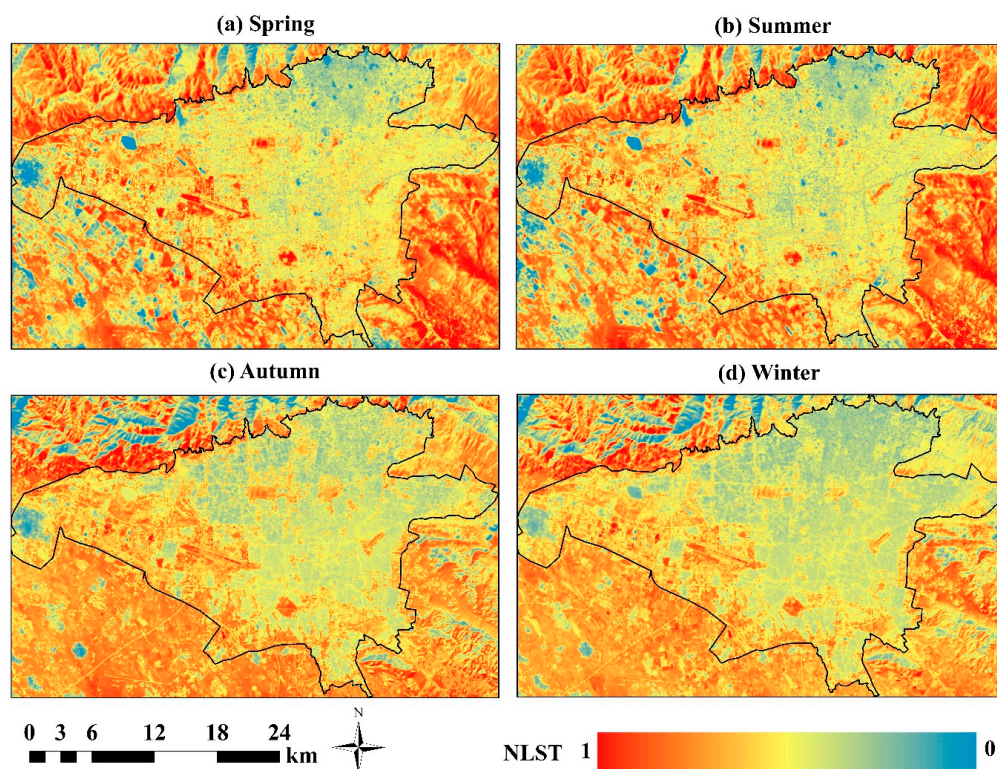 (a) Spring
(b) Summer
(c) Autumn
(d) Winter
0 3 6 12 18 24
km
N
NLST 1 0